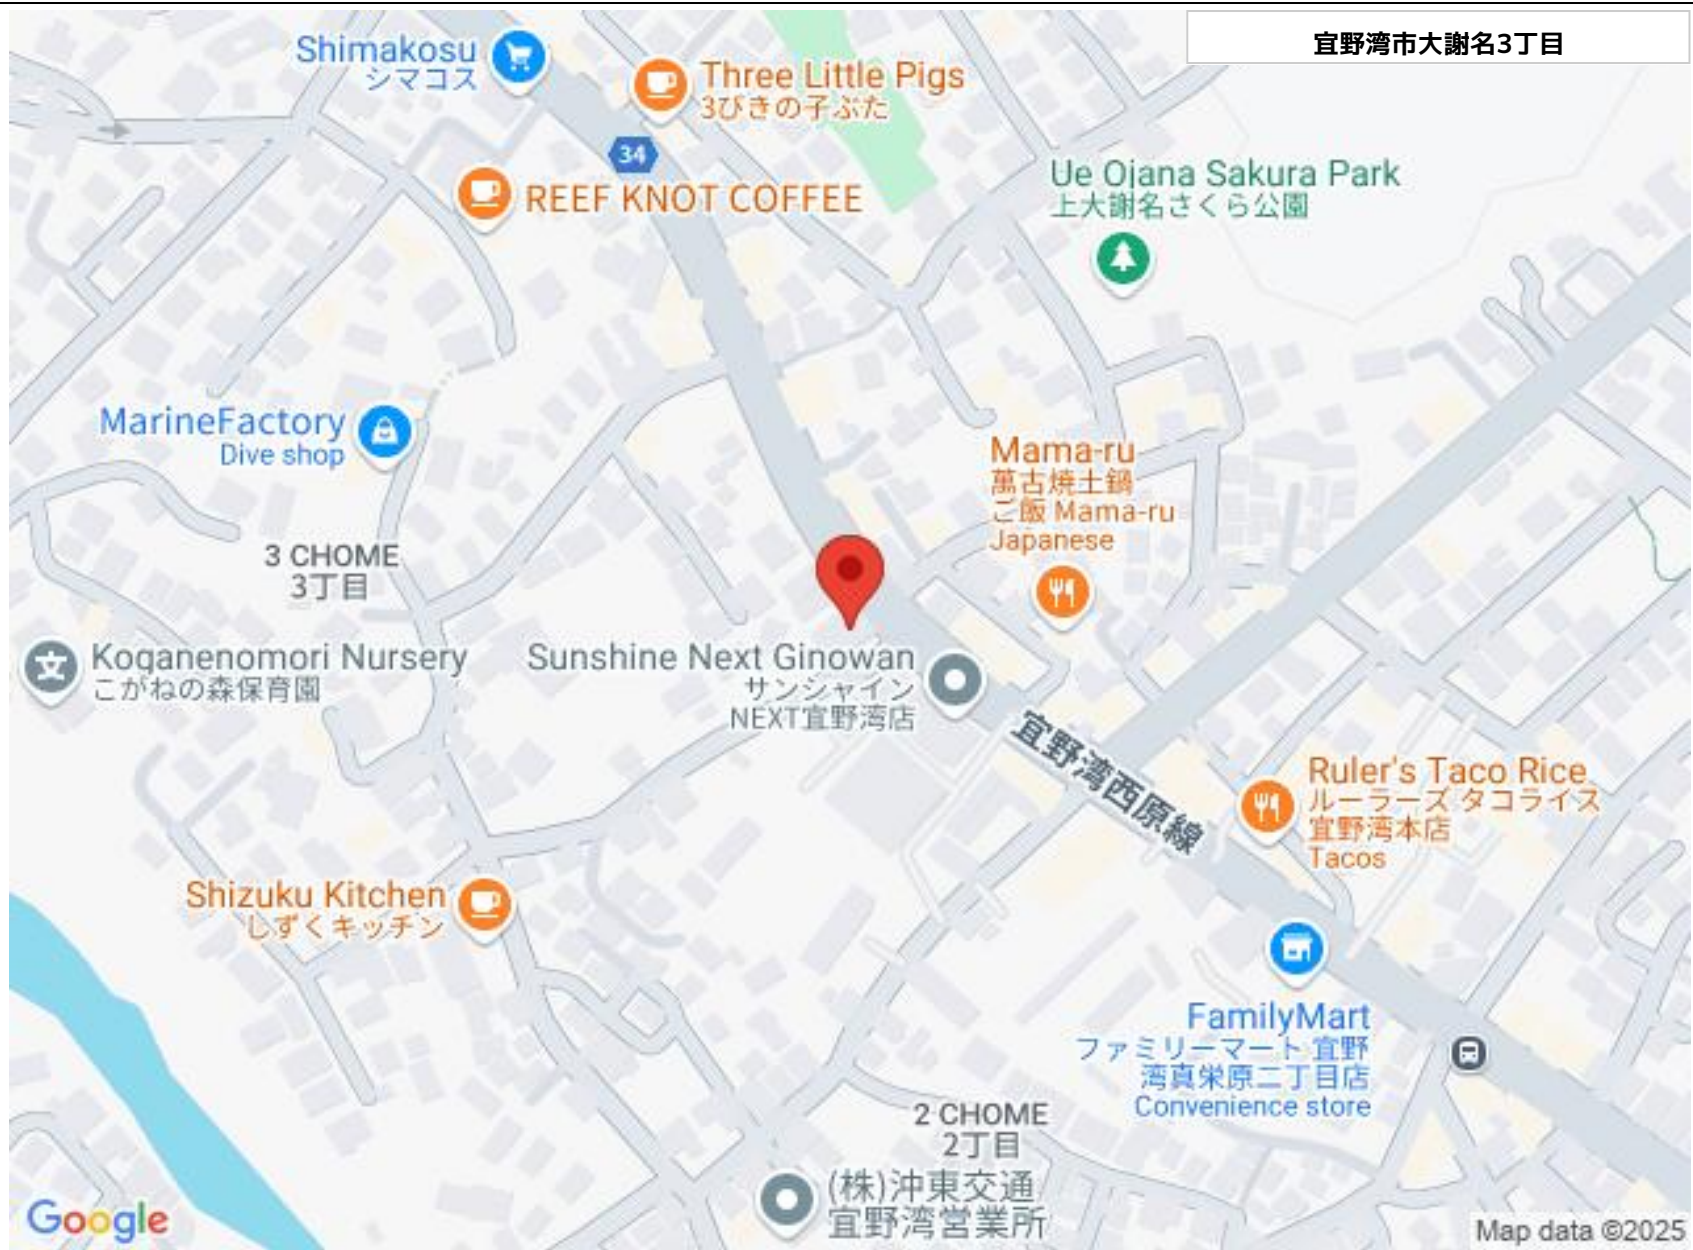 宜野湾市大謝名3丁目
Shimakosu
シマコス
Three Little Pigs
3びきの子ぶた
34
REEF KNOT COFFEE
Ue Ojana Sakura Park
上大謝名さくら公園
MarineFactory
Dive shop
Mama-ru
萬古焼土鍋
ご飯 Mama-ru
Japanese
3 CHOME
3丁目
Koganenomori Nursery
こがねの森保育園
Sunshine Next Ginowan
サンシャイン
NEXT宜野湾店
宜野湾西原線
Ruler's Taco Rice
ルーラーズ タコライス
宜野湾本店
Tacos
Shizuku Kitchen
しずくキッチン
FamilyMart
ファミリーマート 宜野
湾真栄原二丁目店
Convenience store
2 CHOME
2丁目
(株)沖東交通
宜野湾営業所
Google
Map data ©2025